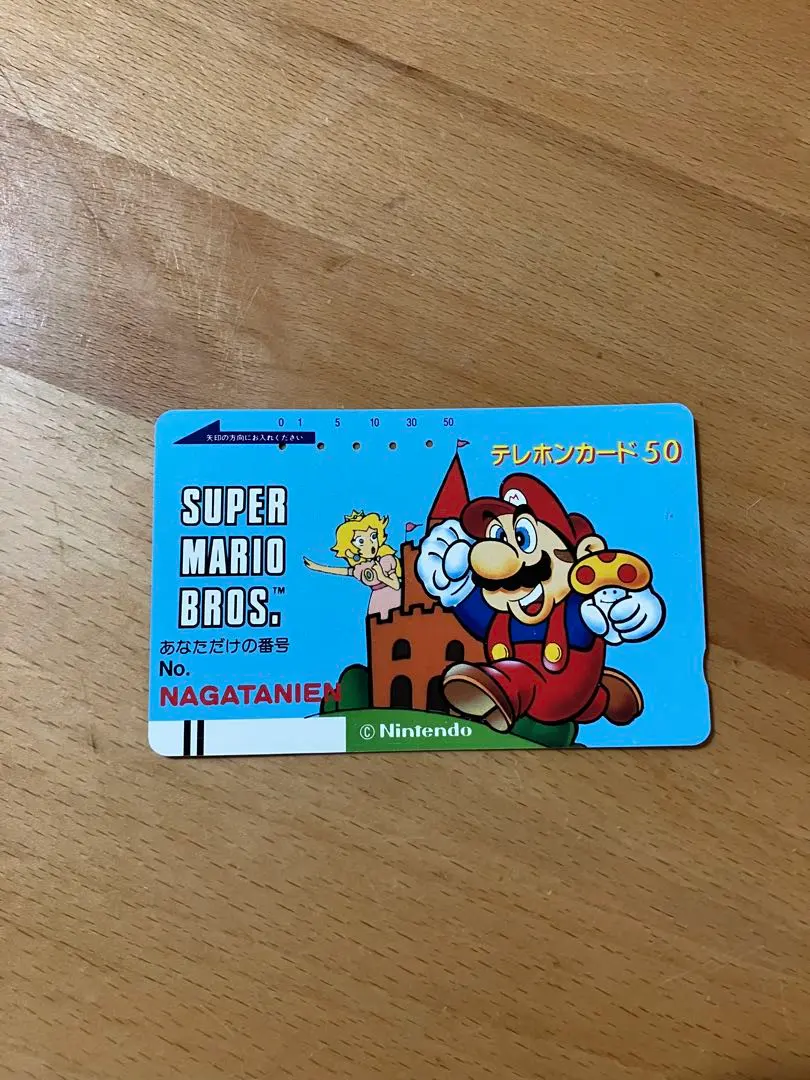 0 1 5 10 30 50
矢印の方向にお入れください
テレホンカード50
M
SUPER
MARIO
BROS.™
あなただけの番号
No.
NAGATANIEN
© Nintendo